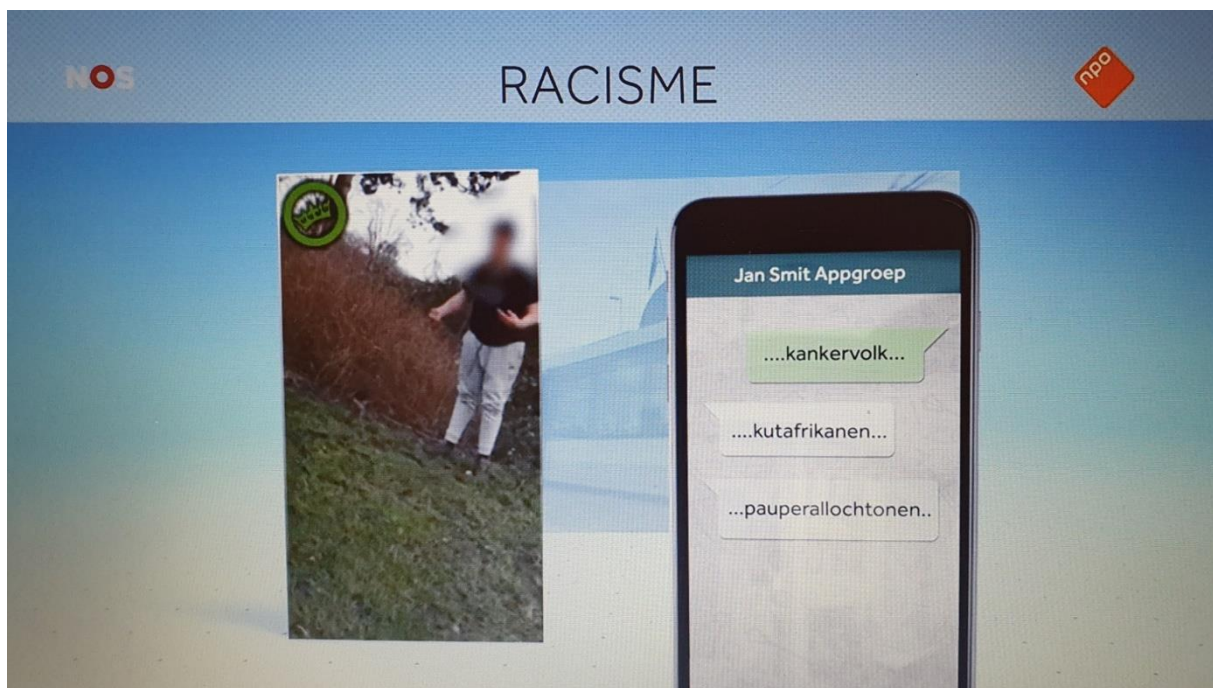 NOS
RACISME
npo
Jan Smit Appgroep
....kankervolk...
....kutafrikanen...
...pauperallochtonen..